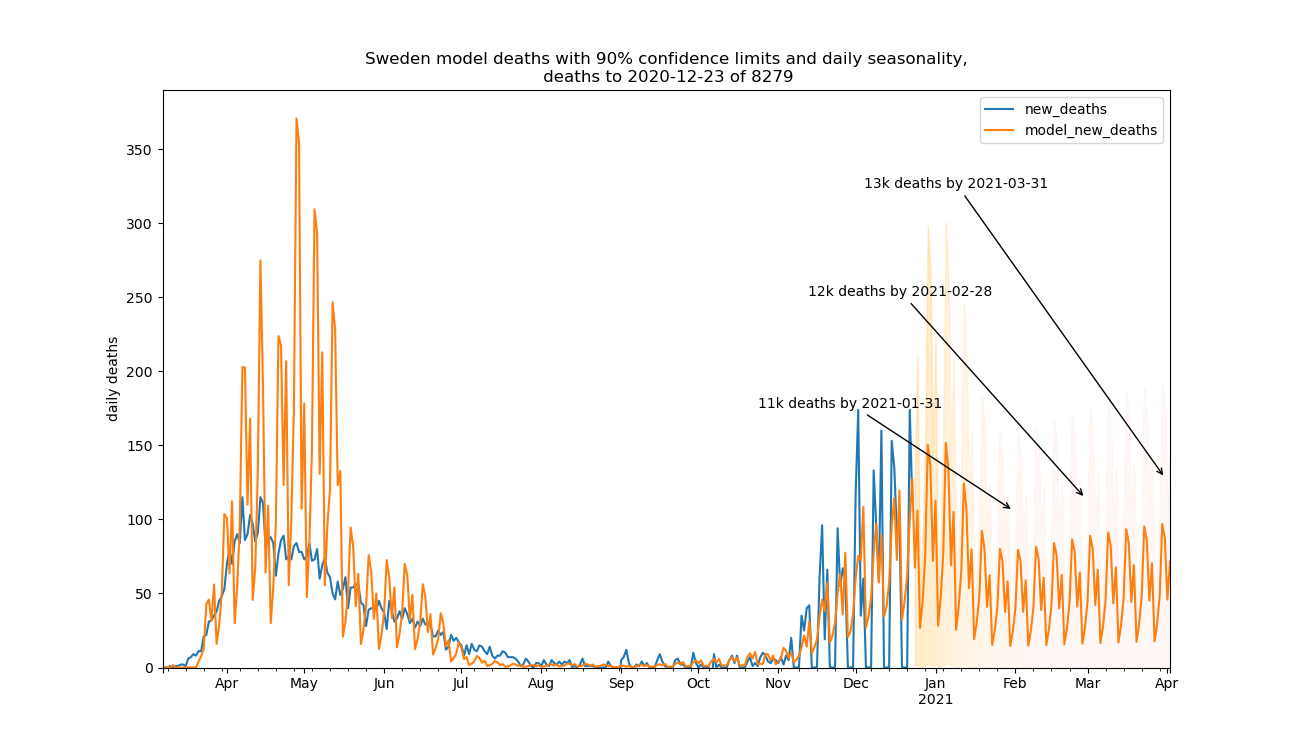 Sweden model deaths with 90% confidence limits and daily seasonality,
deaths to 2020-12-23 of 8279
new_deaths
model_new_deaths
350
300
250
200
150
100
50
0
daily deaths
13k deaths by 2021-03-31
12k deaths by 2021-02-28
11k deaths by 2021-01-31
Apr May Jun Jul Aug Sep Oct Nov Dec Jan Feb Mar Apr
2021